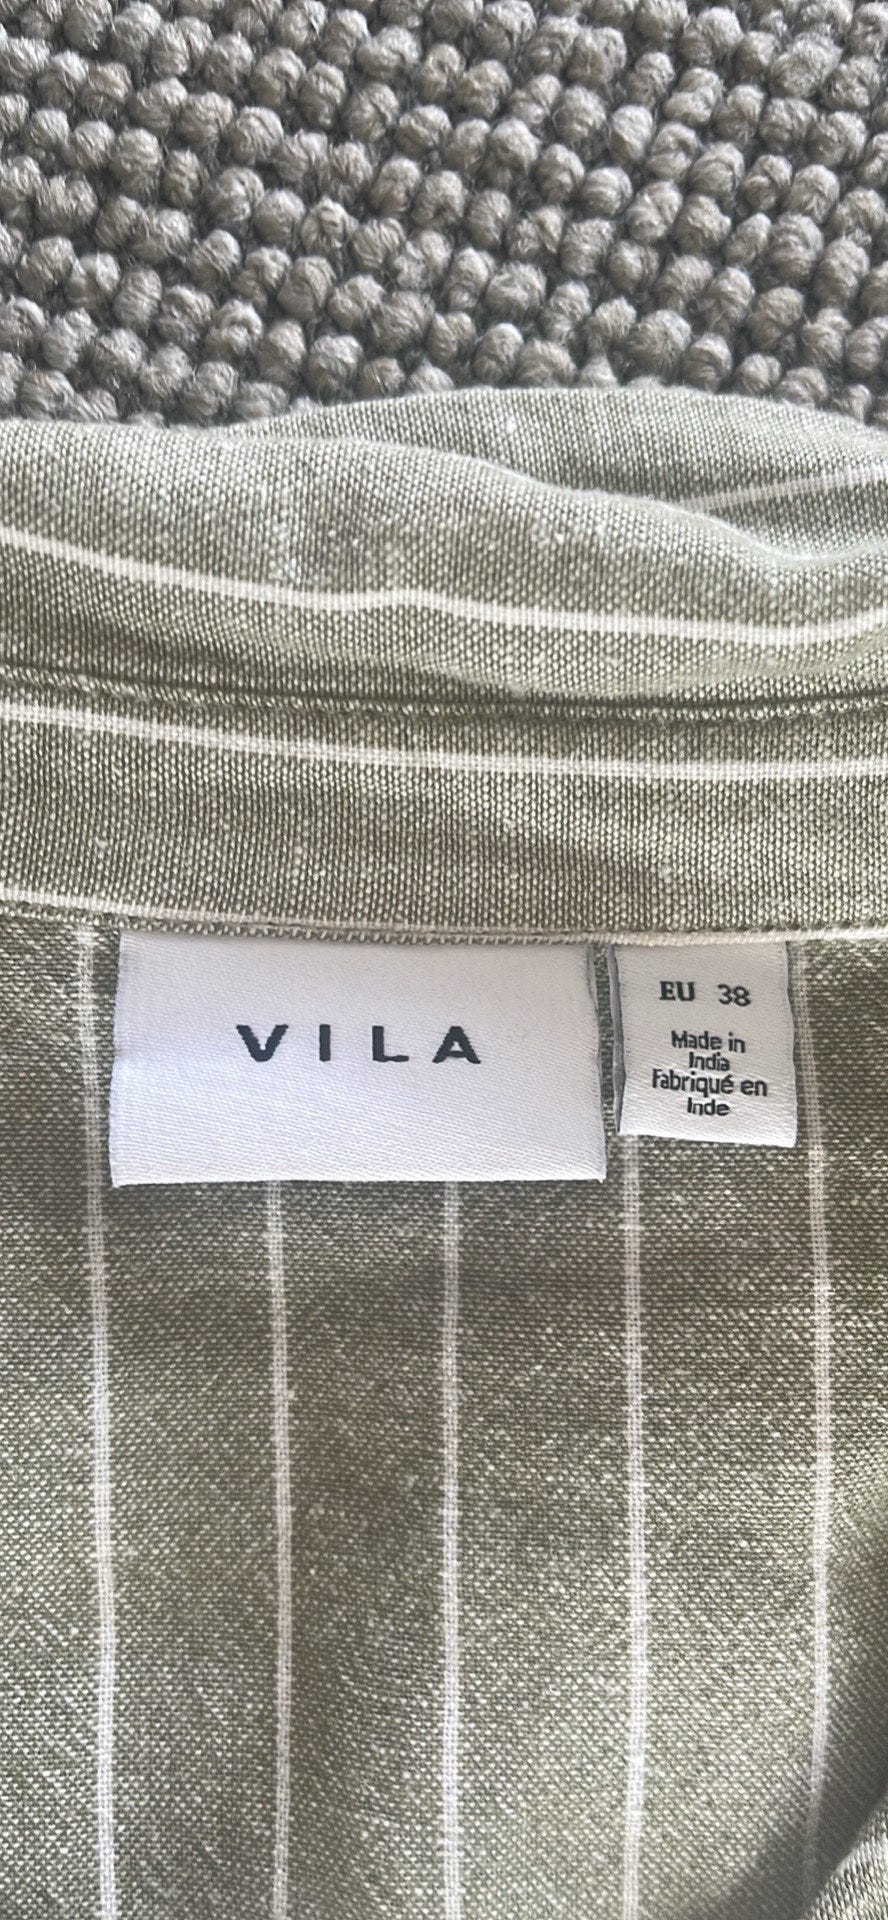 VILA
EU 38
Made in
India
Fabriqué en
Inde